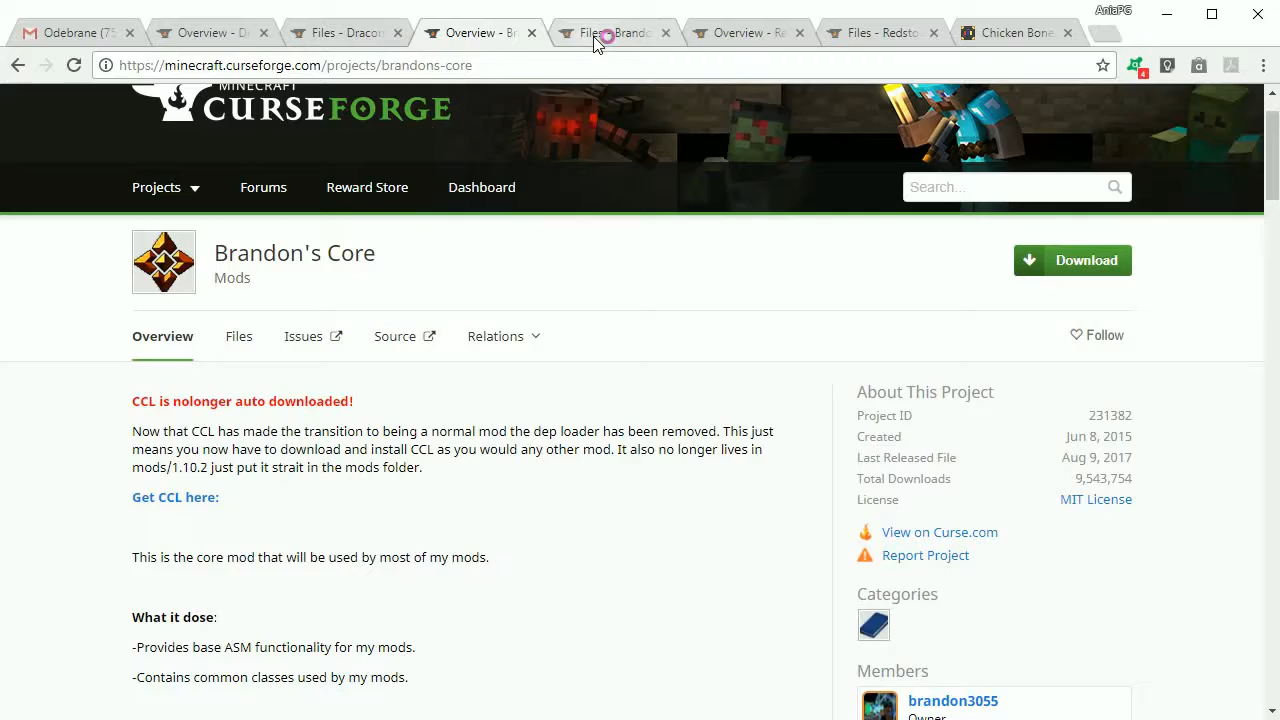 AniaPG
Odebrane (75
Overview - D
Files - Dracon
Overview - Br
Files - Brando
Overview - Re
Files - Redsto
Chicken Bone
https://minecraft.curseforge.com/projects/brandons-core
4
MINECRAFT
CURSEFORGE
Projects
Forums
Reward Store
Dashboard
Search...
Brandon's Core
Mods
Download
Overview
Files
Issues
Source
Relations
Follow
CCL is nolonger auto downloaded!
Now that CCL has made the transition to being a normal mod the dep loader has been removed. This just
means you now have to download and install CCL as you would any other mod. It also no longer lives in
mods/1.10.2 just put it strait in the mods folder.
Get CCL here:
This is the core mod that will be used by most of my mods.
What it dose:
-Provides base ASM functionality for my mods.
-Contains common classes used by my mods.
About This Project
Project ID 231382
Created Jun 8, 2015
Last Released File Aug 9, 2017
Total Downloads 9,543,754
License MIT License
View on Curse.com
Report Project
Categories
Members
brandon3055
Owner